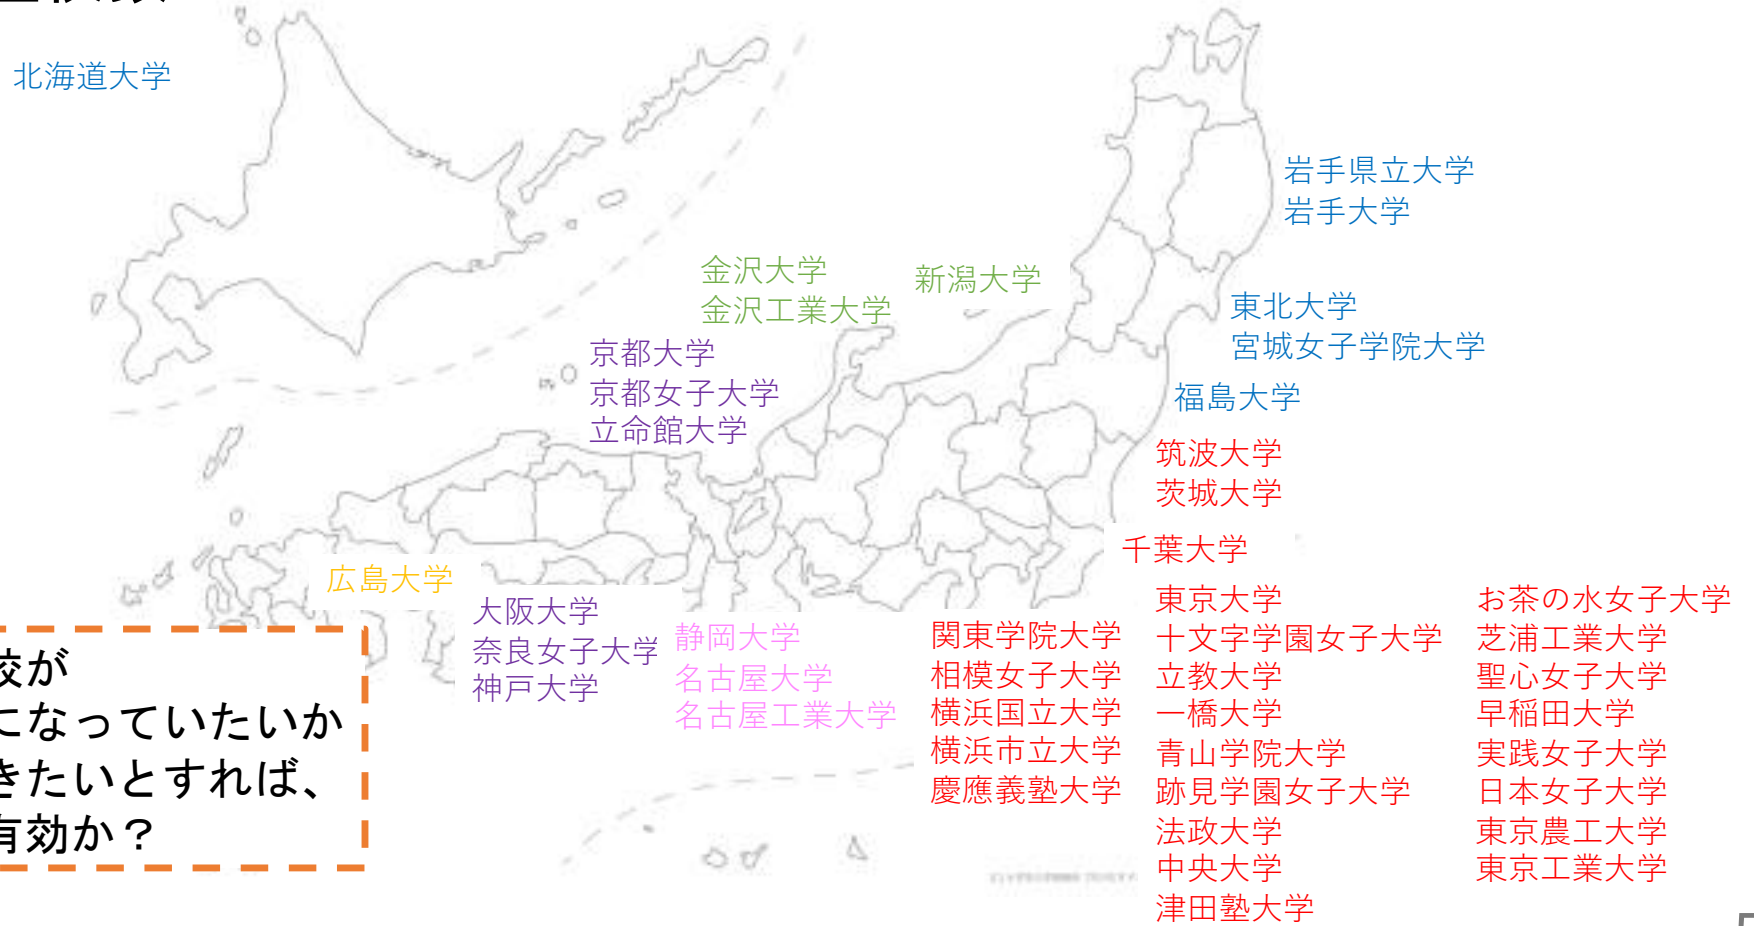 北海道大学
岩手県立大学
岩手大学
金沢大学
金沢工業大学
新潟大学
東北大学
宮城女子学院大学
京都大学
京都女子大学
立命館大学
福島大学
筑波大学
茨城大学
千葉大学
広島大学
大阪大学
奈良女子大学
神戸大学
静岡大学
名古屋大学
名古屋工業大学
関東学院大学
相模女子大学
横浜国立大学
横浜市立大学
慶應義塾大学
東京大学
十文字学園女子大学
立教大学
一橋大学
青山学院大学
跡見学園女子大学
法政大学
中央大学
津田塾大学
お茶の水女子大学
芝浦工業大学
聖心女子大学
早稲田大学
実践女子大学
日本女子大学
東京農工大学
東京工業大学
校が
になっていたいか
きたいとすれば、
有効か？